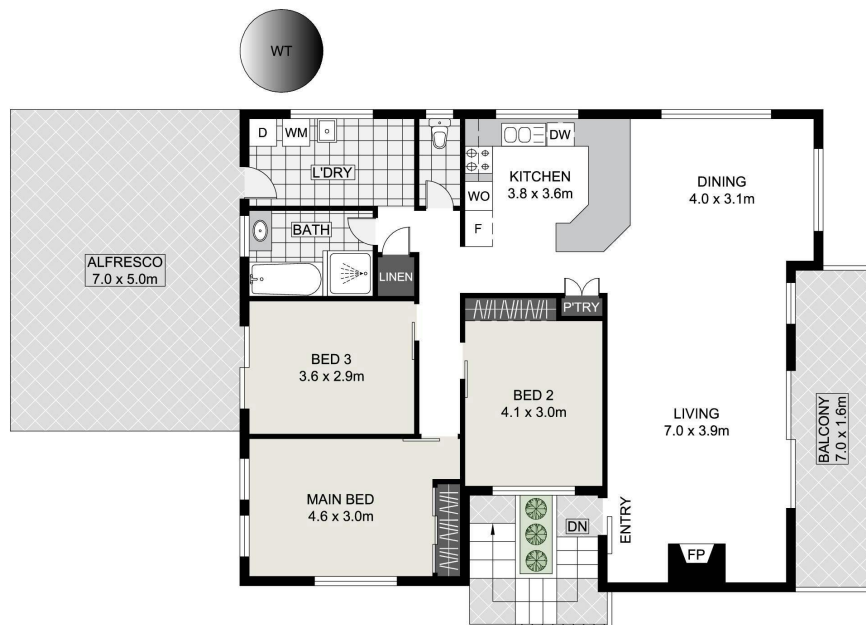 WT
D
WM
L'DRY
KITCHEN
3.8 x 3.6m
DW
WO
F
DINING
4.0 x 3.1m
BATH
LINEN
ALFRESCO
7.0 x 5.0m
P'TRY
BED 3
3.6 x 2.9m
BED 2
4.1 x 3.0m
LIVING
7.0 x 3.9m
BALCONY
7.0 x 1.6m
MAIN BED
4.6 x 3.0m
DN
ENTRY
FP